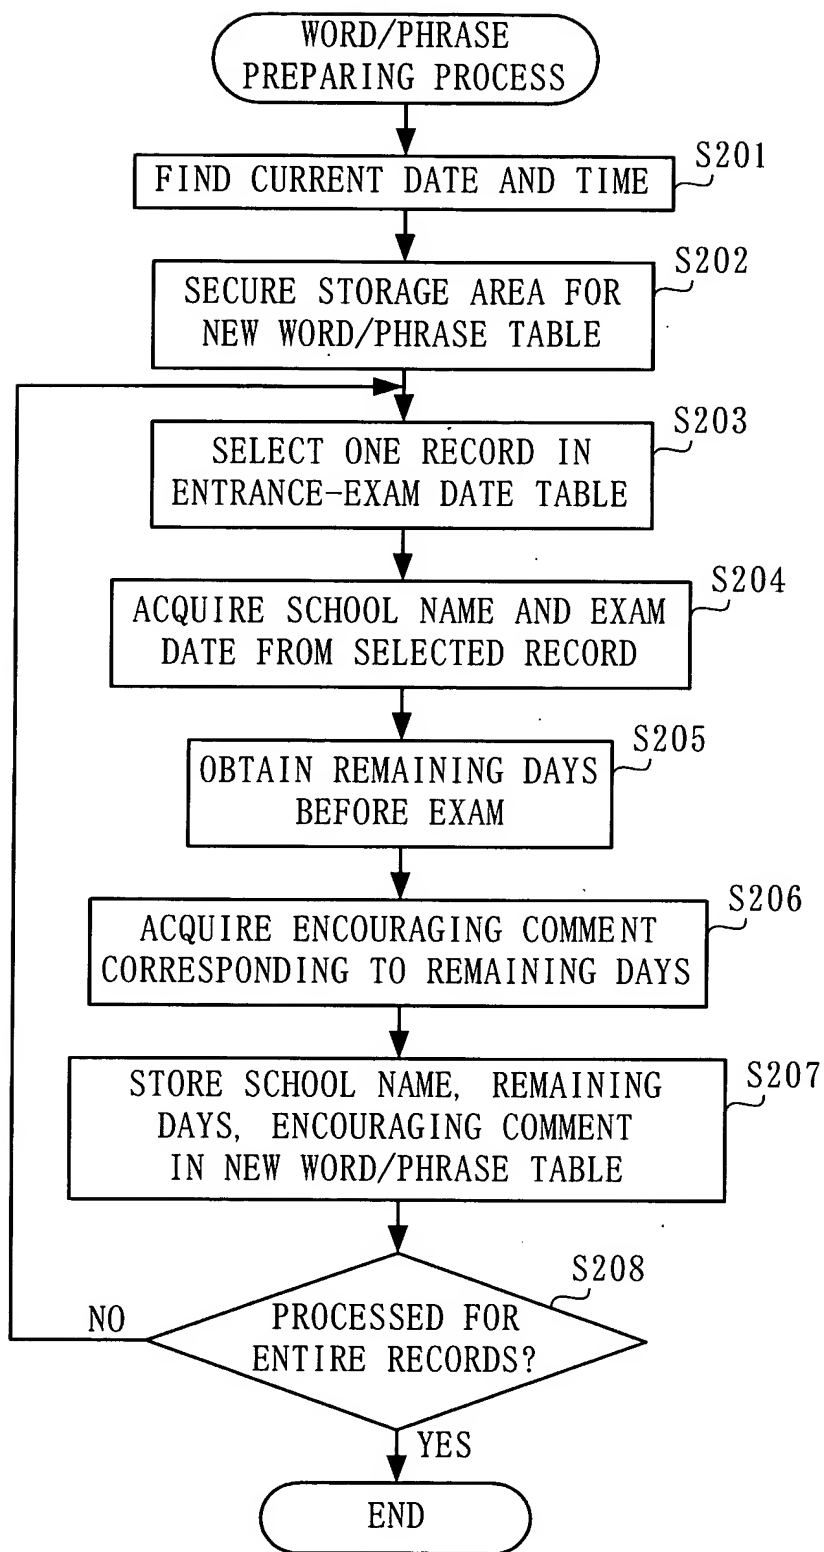 WORD/PHRASE
PREPARING PROCESS
S201
FIND CURRENT DATE AND TIME
S202
SECURE STORAGE AREA FOR
NEW WORD/PHRASE TABLE
S203
SELECT ONE RECORD IN
ENTRANCE-EXAM DATE TABLE
S204
ACQUIRE SCHOOL NAME AND EXAM
DATE FROM SELECTED RECORD
S205
OBTAIN REMAINING DAYS
BEFORE EXAM
S206
ACQUIRE ENCOURAGING COMMENT
CORRESPONDING TO REMAINING DAYS
S207
STORE SCHOOL NAME, REMAINING
DAYS, ENCOURAGING COMMENT
IN NEW WORD/PHRASE TABLE
S208
NO
PROCESSED FOR
ENTIRE RECORDS?
YES
END